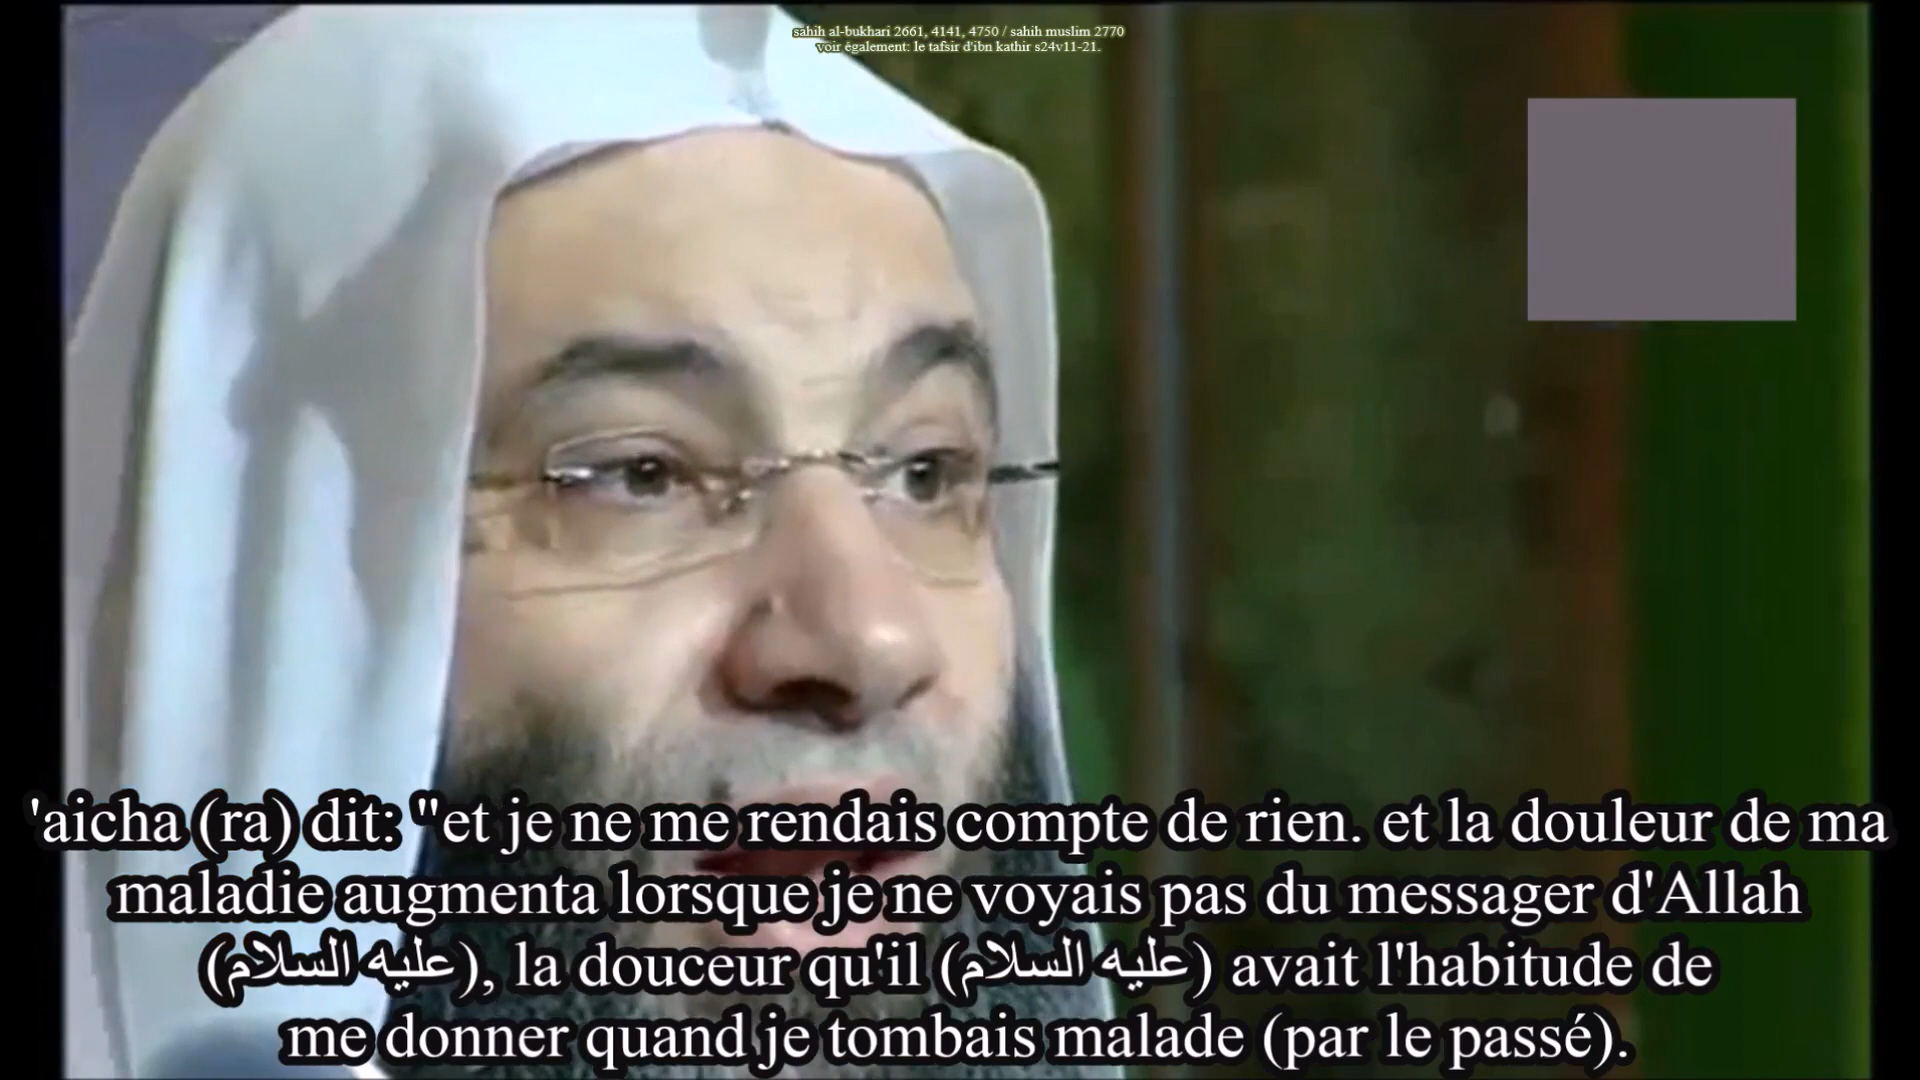 sahih al-bukhari 2661, 4141, 4750 / sahih muslim 2770
voir également: le tafsir d'ibn kathir s24v11-21.
'aicha (ra) dit: "et je ne me rendais compte de rien. et la douleur de ma
maladie augmenta lorsque je ne voyais pas du messager d'Allah
(عليه السلام), la douceur qu'il (عليه السلام) avait l'habitude de
me donner quand je tombais malade (par le passé).